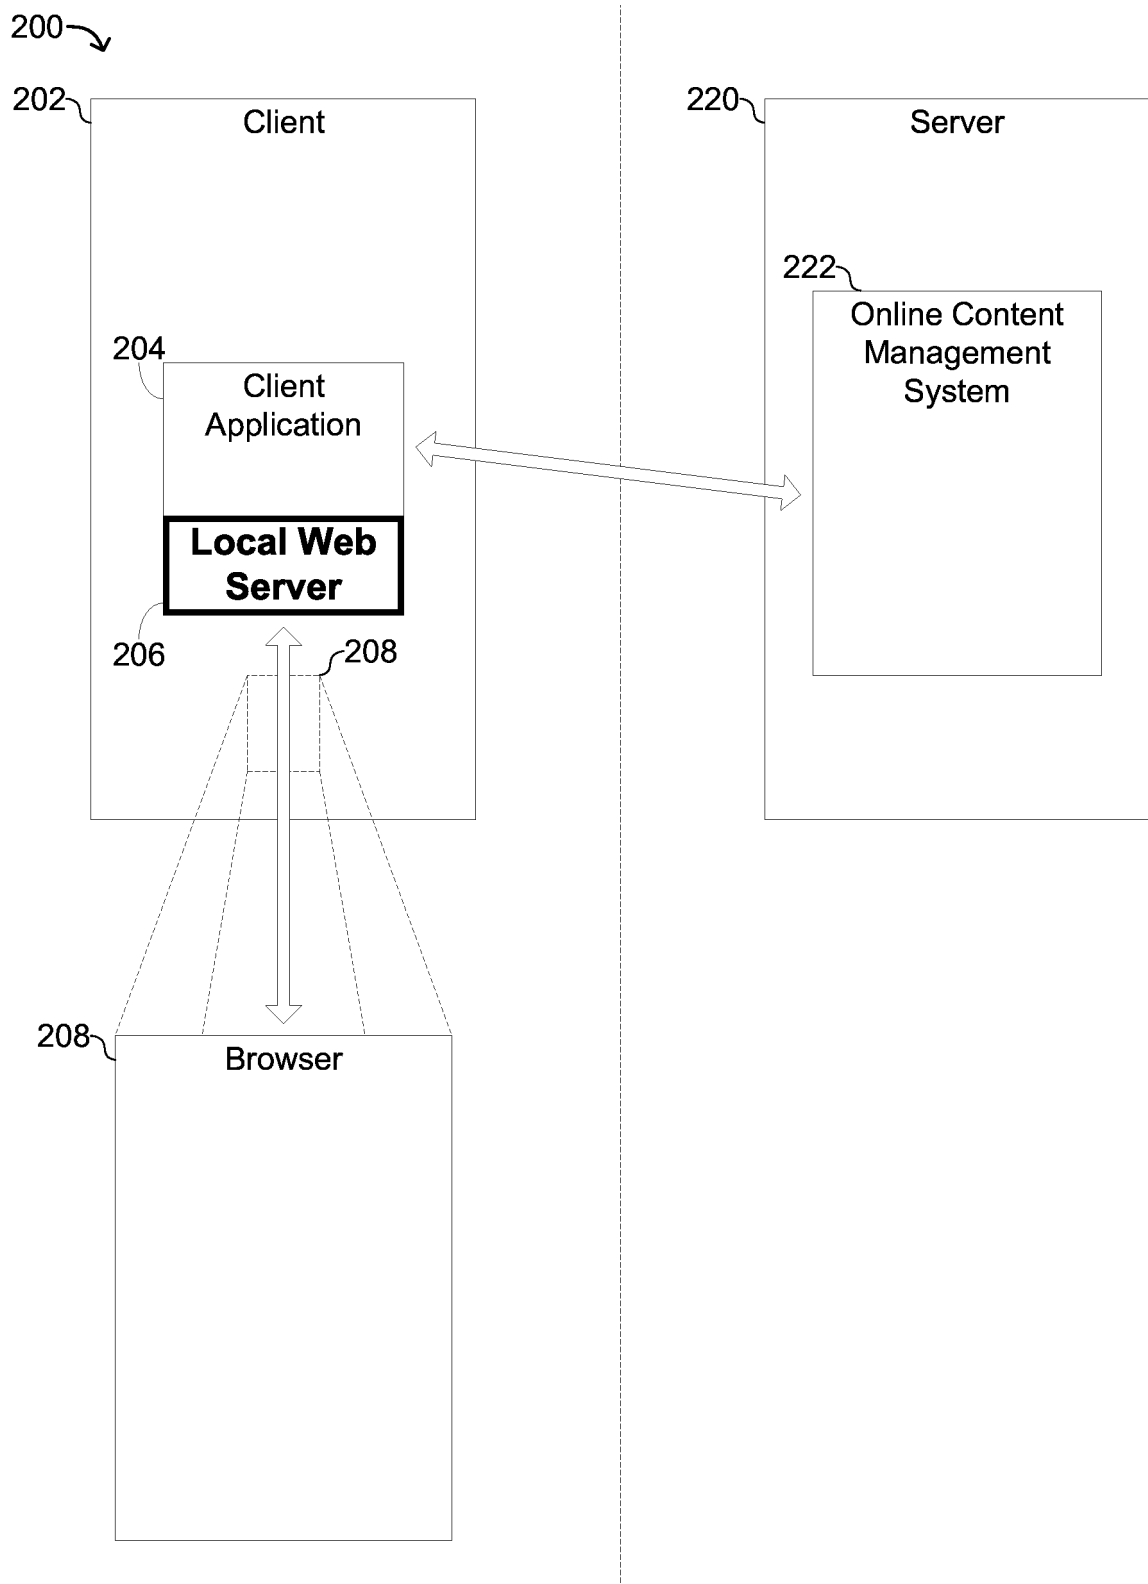 200
202
Client
220
Server
222
Online Content
Management
System
204
Client
Application
Local Web
Server
206
208
208
Browser